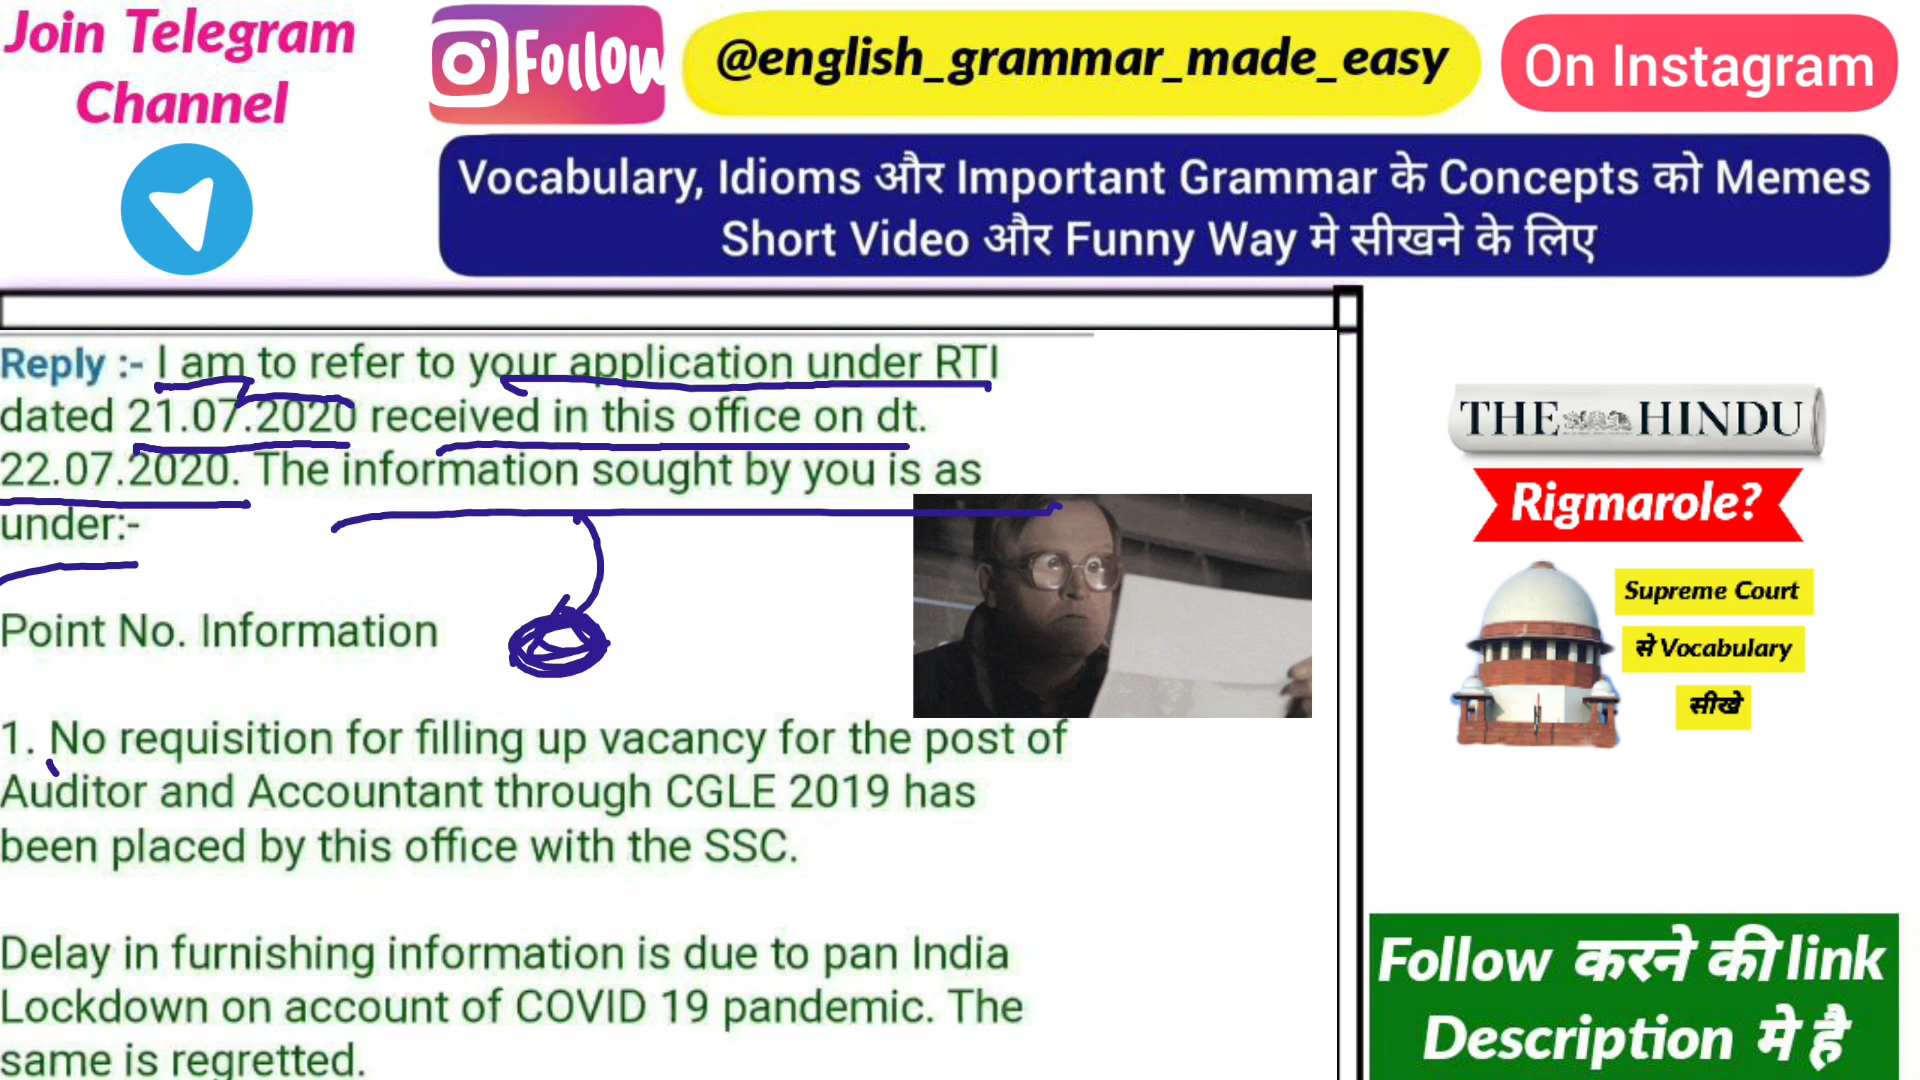 Join Telegram
Channel
Follow
@english_grammar_made_easy
On Instagram
Vocabulary, Idioms और Important Grammar के Concepts को Memes
Short Video और Funny Way मे सीखने के लिए
Reply :- I am to refer to your application under RTI
dated 21.07.2020 received in this office on dt.
22.07.2020. The information sought by you is as
under:-
Point No. Information
1. No requisition for filling up vacancy for the post of
Auditor and Accountant through CGLE 2019 has
been placed by this office with the SSC.
Delay in furnishing information is due to pan India
Lockdown on account of COVID 19 pandemic. The
same is regretted.
THE HINDU
Rigmarole?
Supreme Court
से Vocabulary
सीखे
Follow करने की link
Description मे है